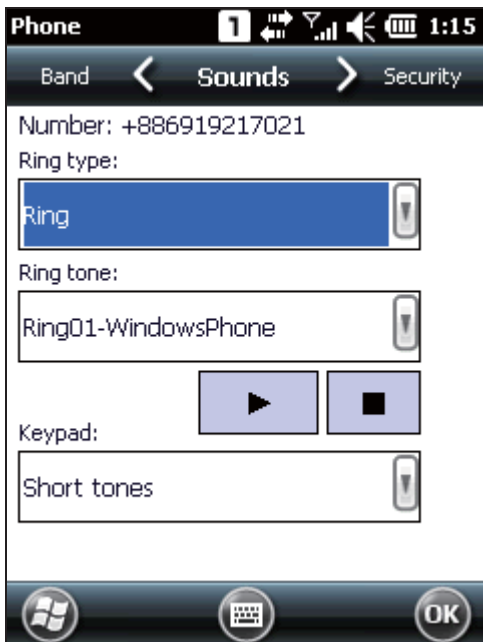 Phone 1 1:15
Band Sounds Security
Number: +886919217021
Ring type:
Ring
Ring tone:
Ring01-WindowsPhone
Keypad:
Short tones
OK